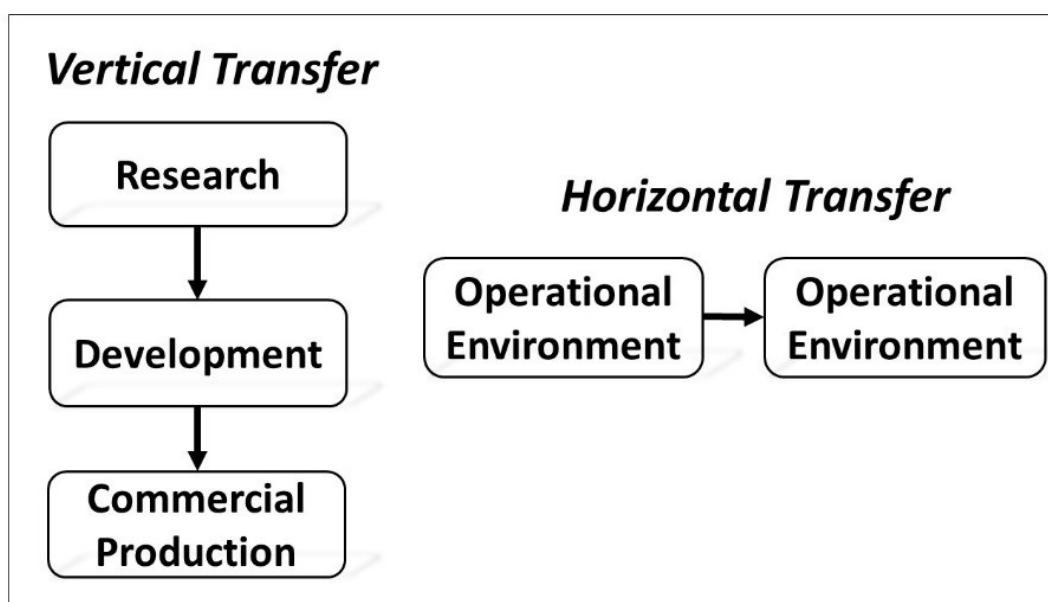 Vertical Transfer
Research
Development
Commercial
Production
Horizontal Transfer
Operational
Environment
Operational
Environment